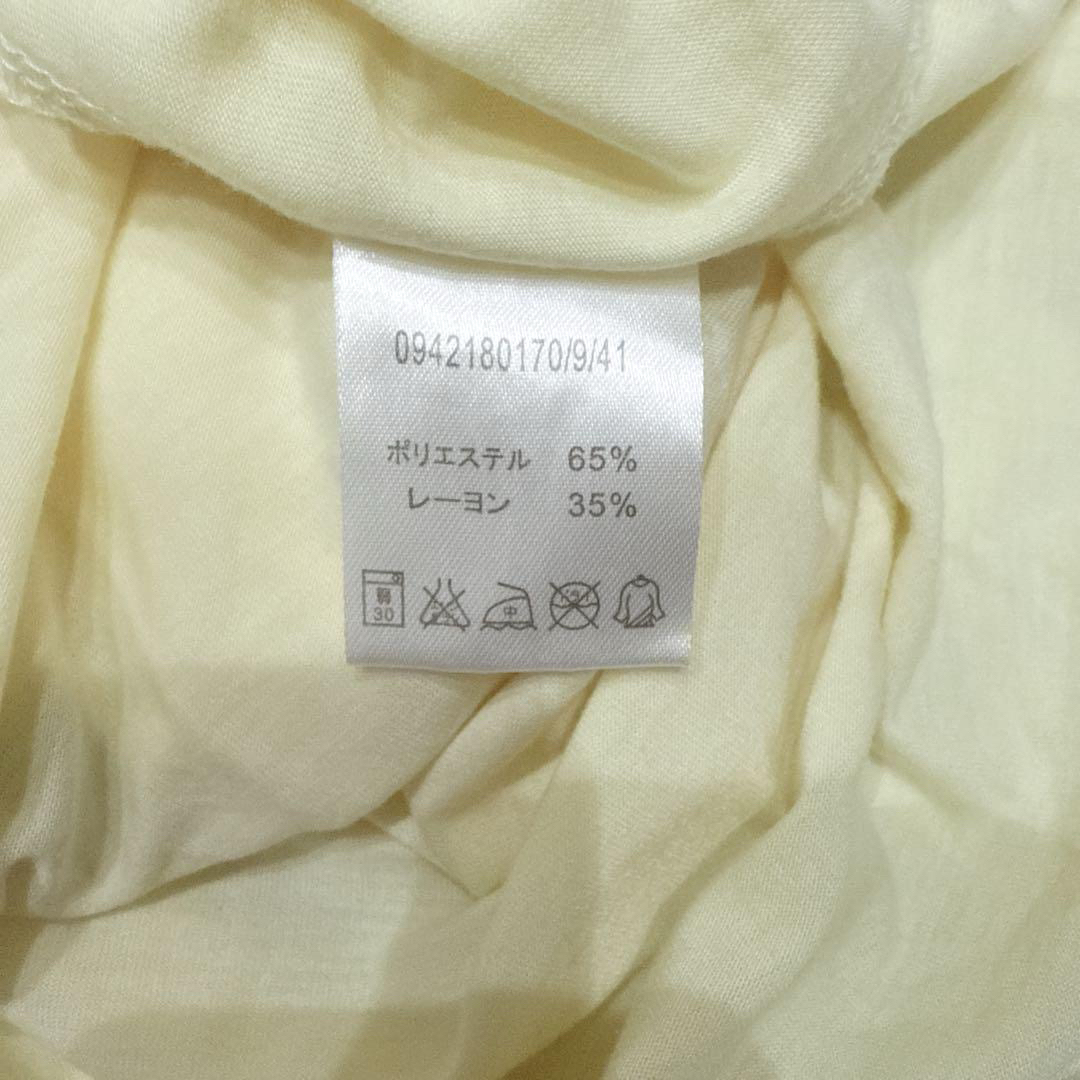 0942180170/9/41
ポリエステル 65%
レーヨン 35%
弱
30
中